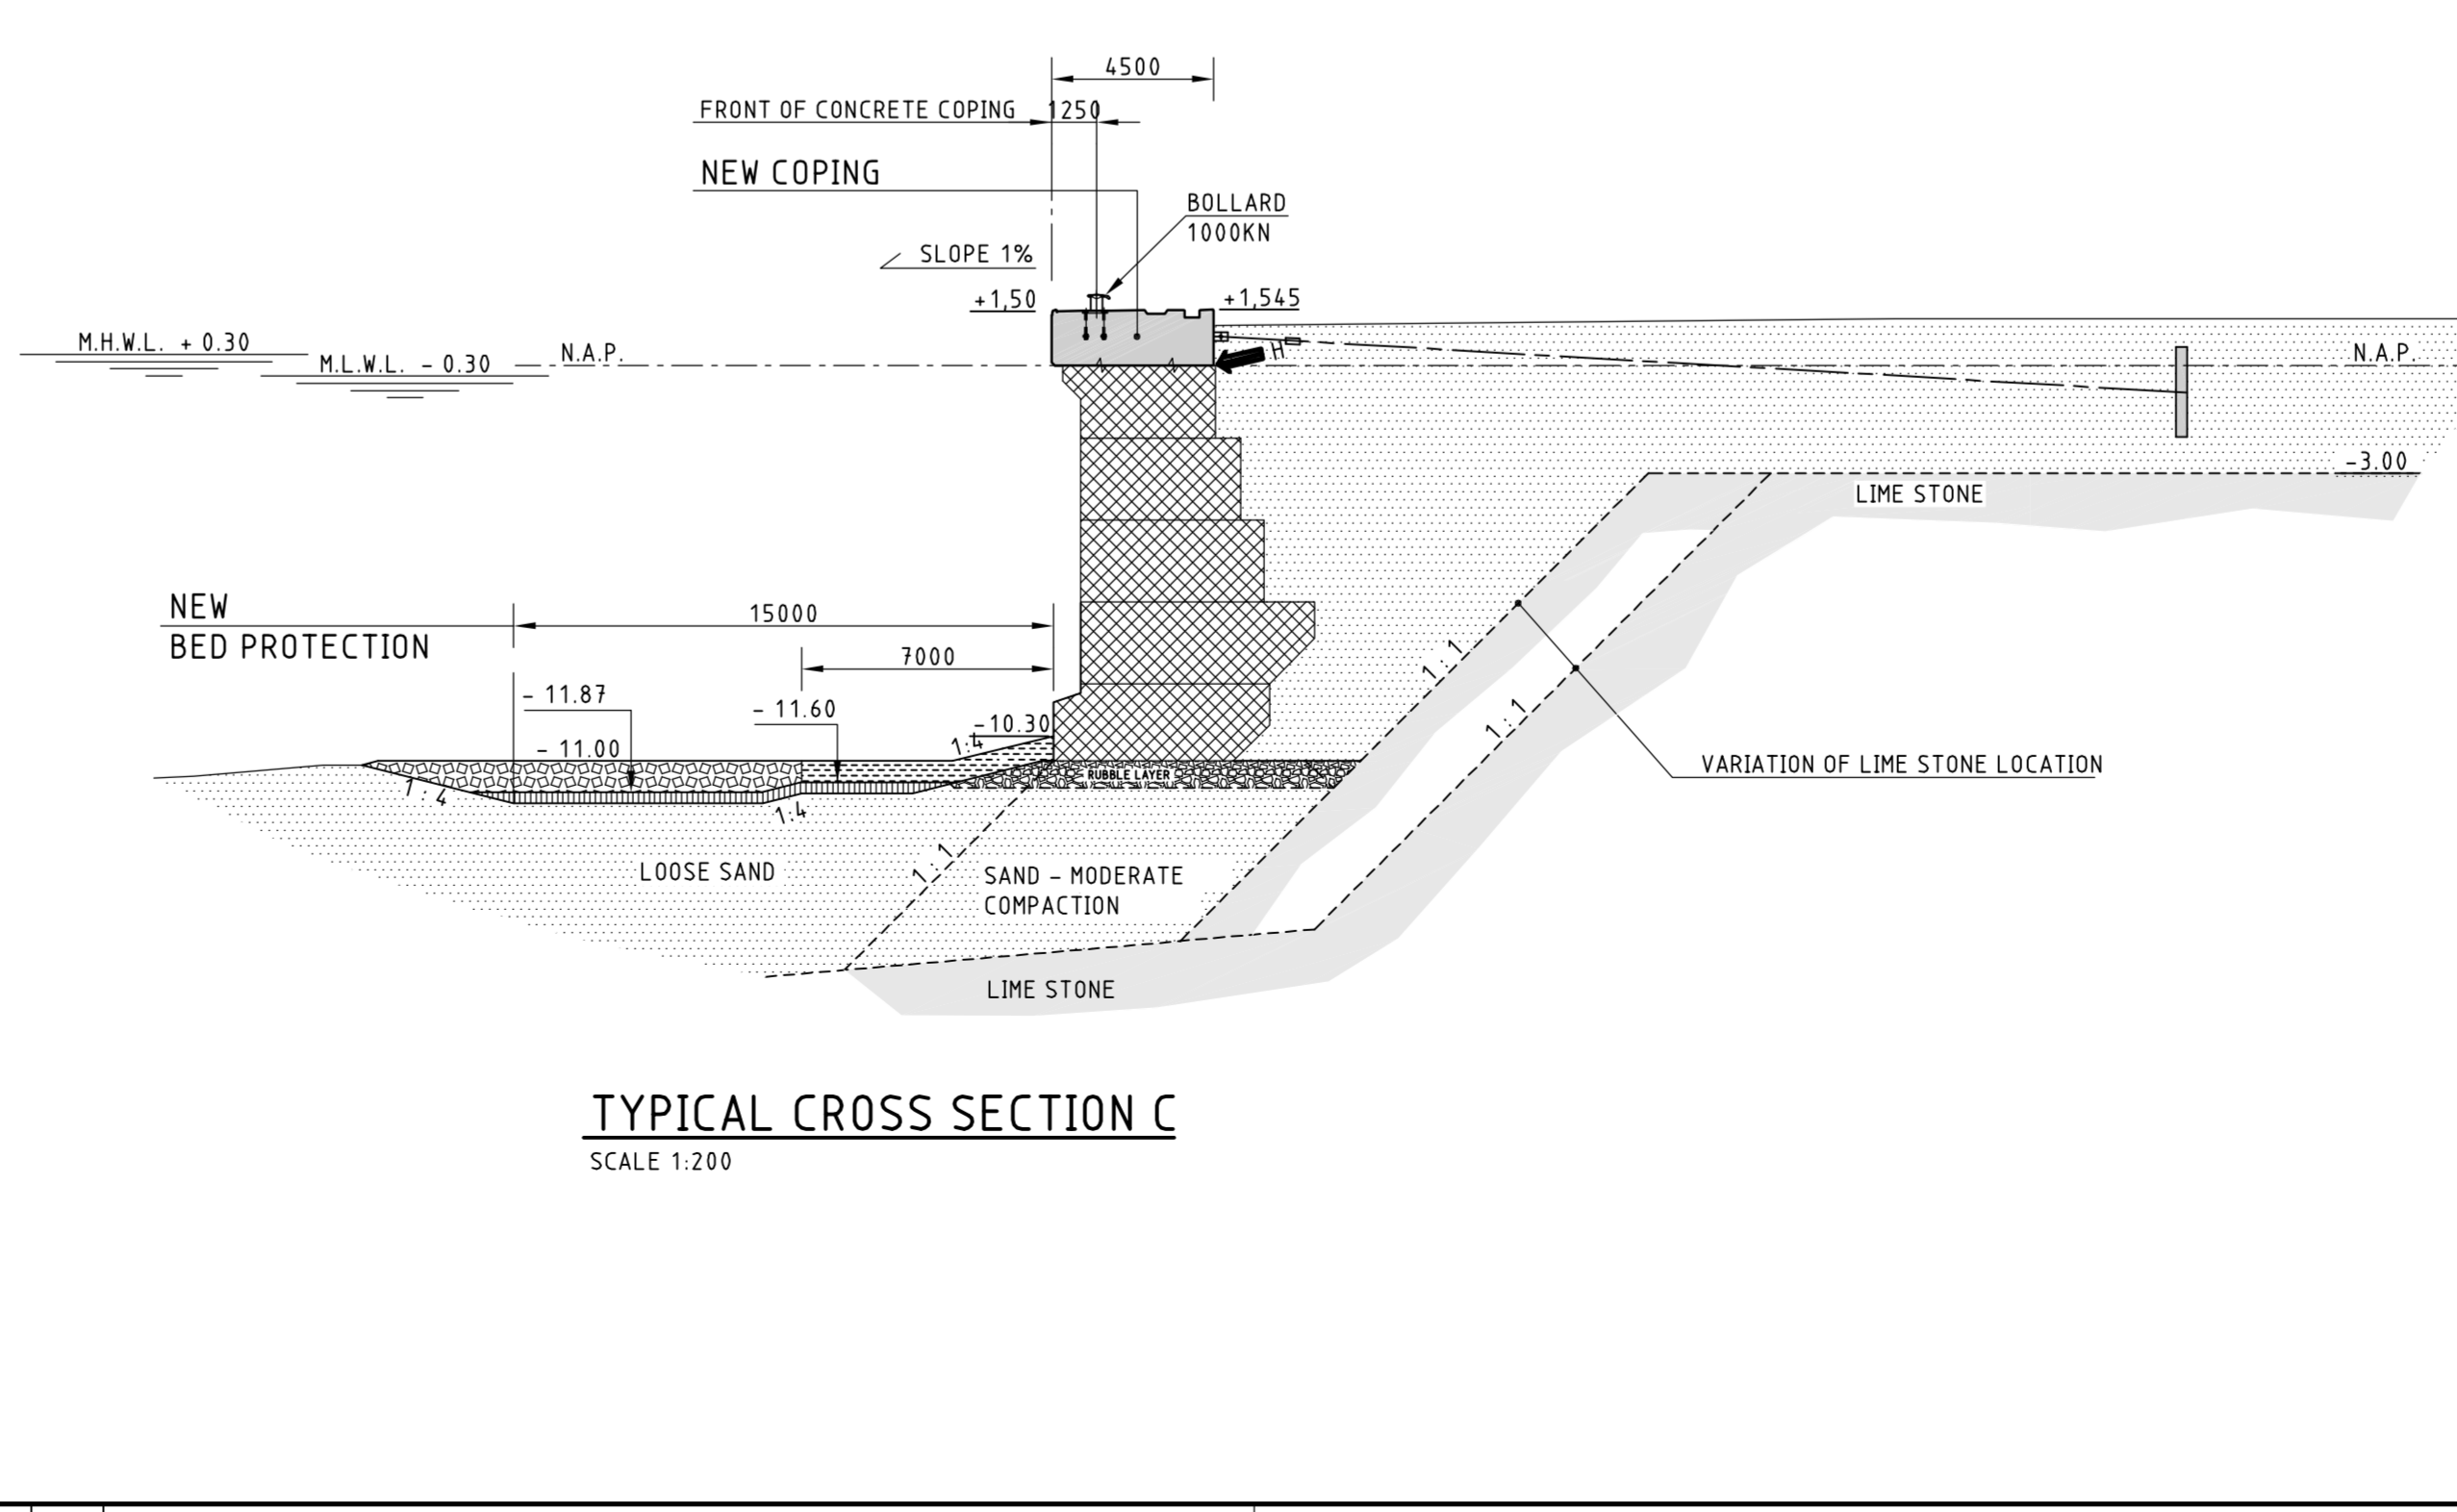 4500
FRONT OF CONCRETE COPING 1250
NEW COPING
BOLLARD
1000KN
SLOPE 1%
+1,50
+1,545
M.H.W.L. + 0.30
M.L.W.L. - 0.30
N.A.P.
H
N.A.P.
-3.00
LIME STONE
NEW
BED PROTECTION
15000
7000
1:1
- 11.87
- 11.60
-10.30
1:1
- 11.00
1:4
RUBBLE LAYER
VARIATION OF LIME STONE LOCATION
1:4
1:4
LOOSE SAND
1:1
SAND - MODERATE
COMPACTION
LIME STONE
TYPICAL CROSS SECTION C
SCALE 1:200